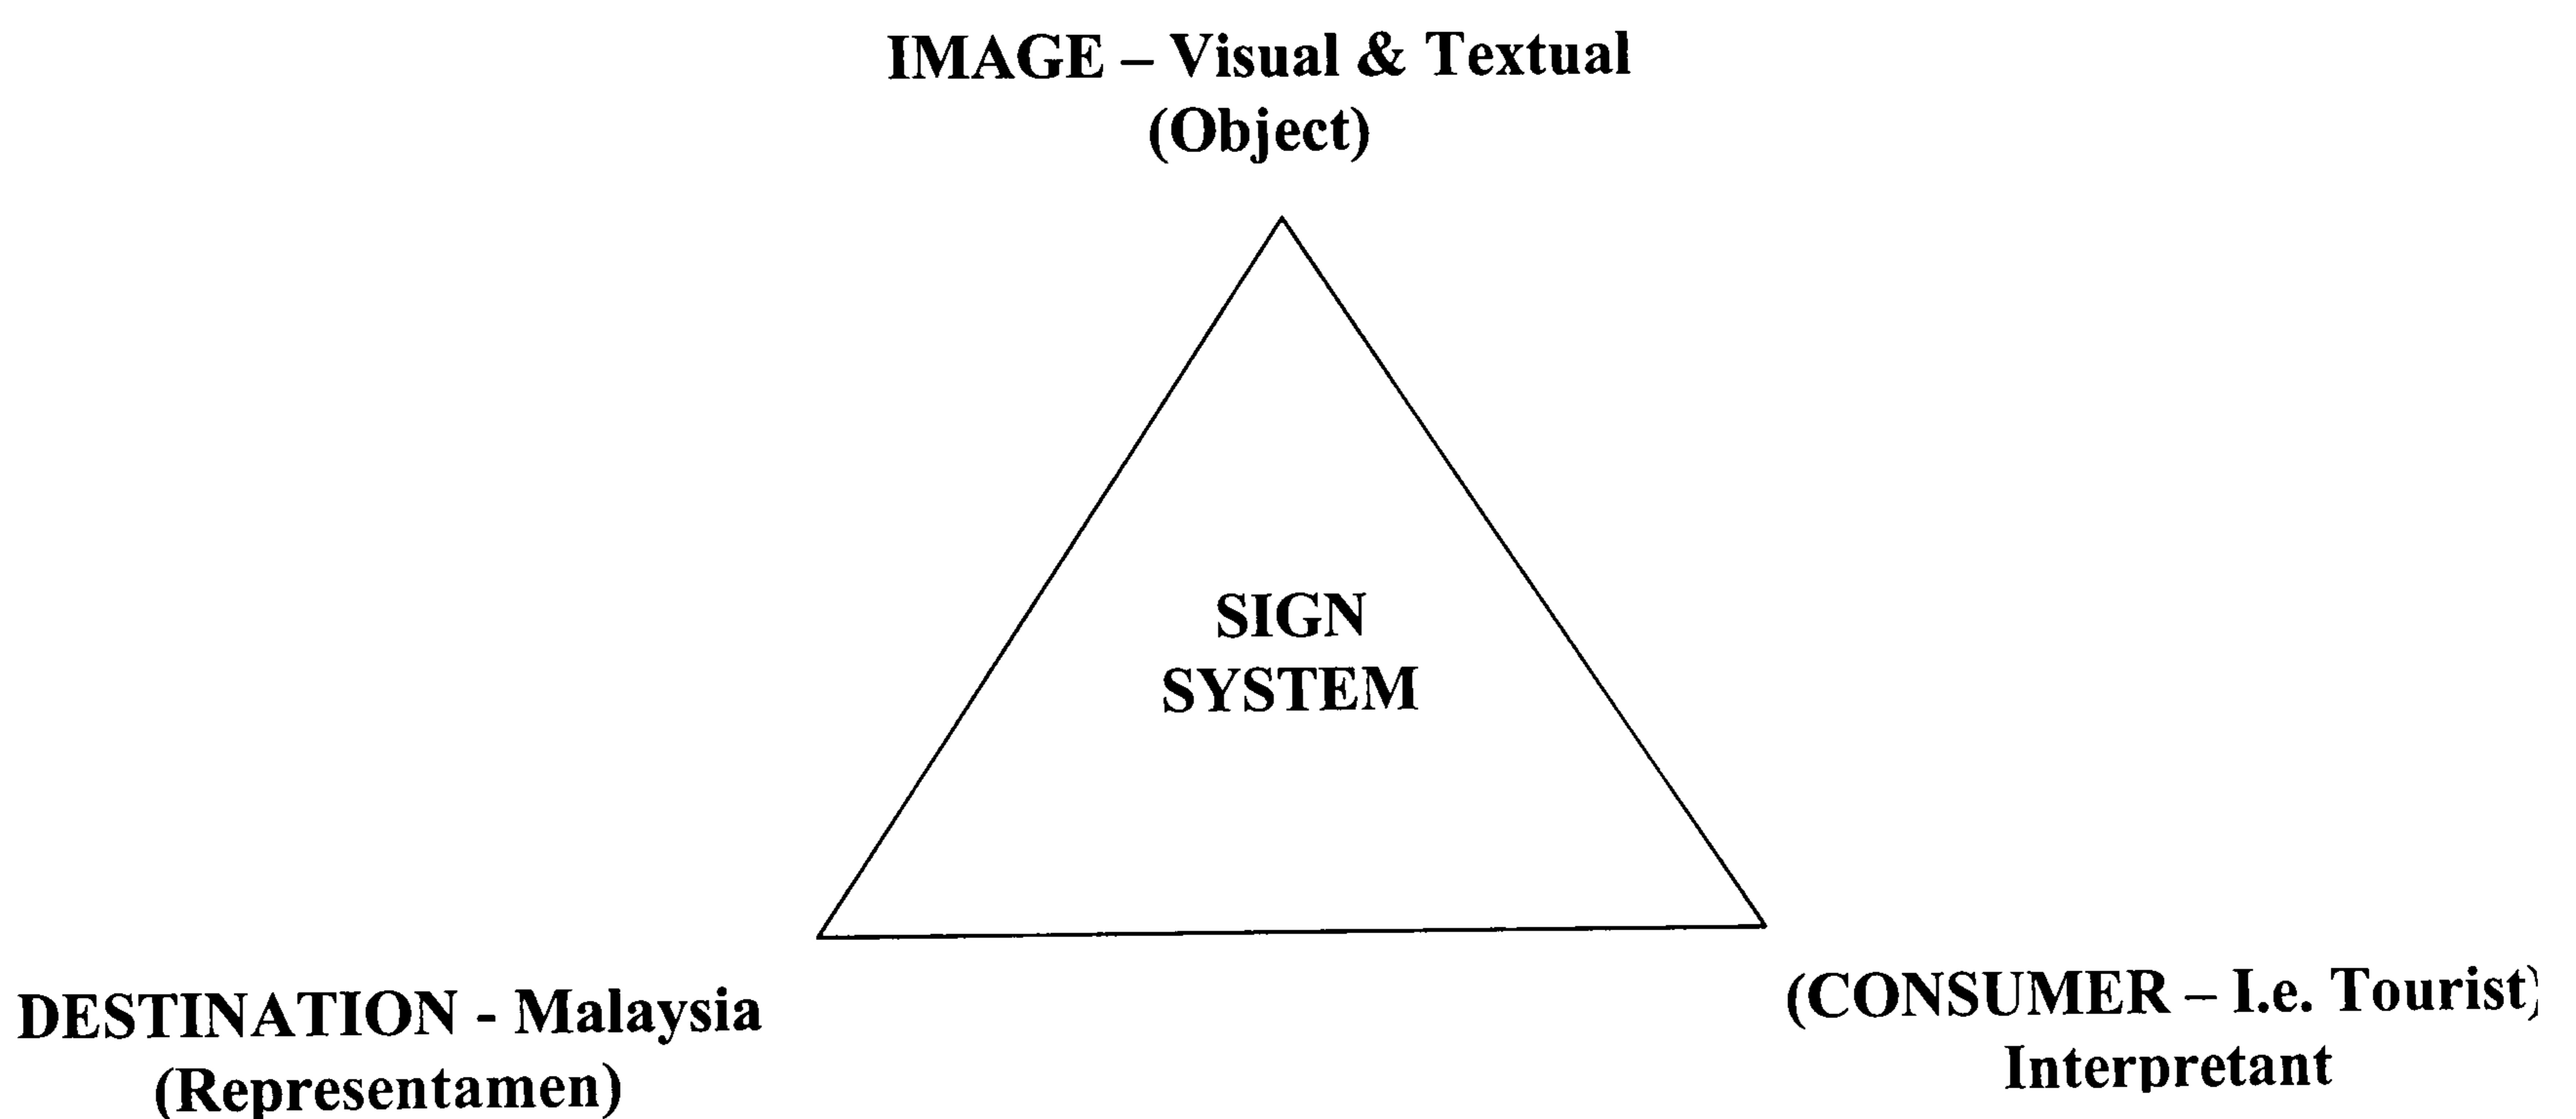 IMAGE – Visual & Textual
(Object)
SIGN
SYSTEM
DESTINATION - Malaysia
(Representamen)
(CONSUMER – I.e. Tourist)
Interpretant